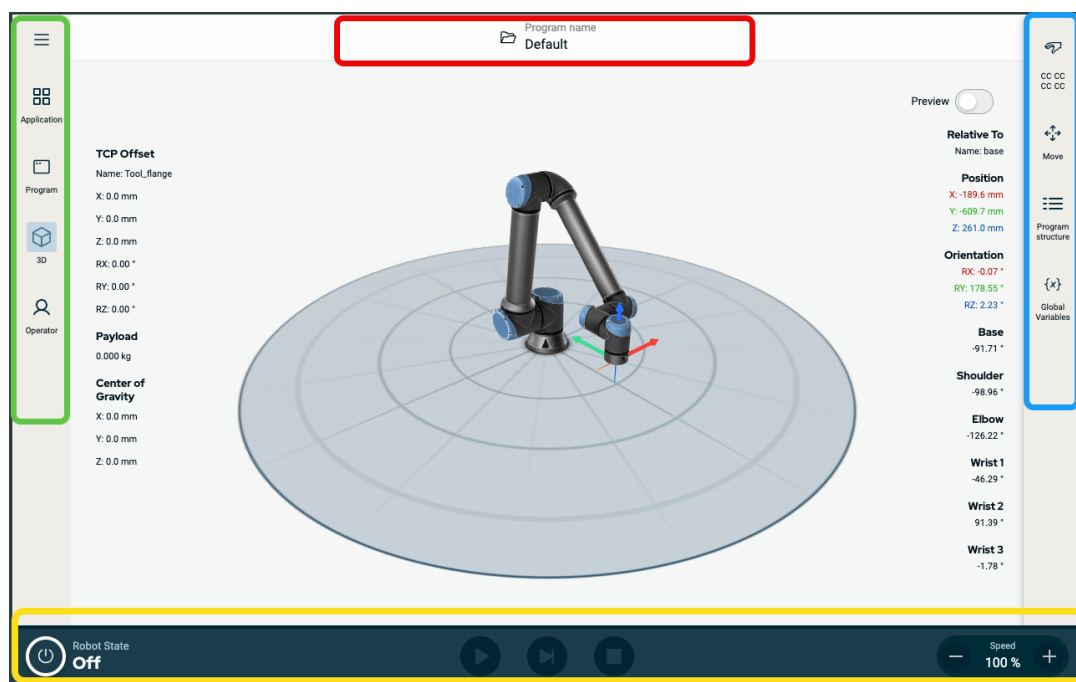 Program name
Default
Application
Program
3D
Operator
TCP Offset
Name: Tool_flange
X: 0.0 mm
Y: 0.0 mm
Z: 0.0 mm
RX: 0.00 °
RY: 0.00 °
RZ: 0.00 °
Payload
0.000 kg
Center of
Gravity
X: 0.0 mm
Y: 0.0 mm
Z: 0.0 mm
Preview
Relative To
Name: base
Position
X: -189.6 mm
Y: -609.7 mm
Z: 261.0 mm
Orientation
RX: -0.07 °
RY: 178.55 °
RZ: 2.23 °
Base
-91.71 °
Shoulder
-98.96 °
Elbow
-126.22 °
Wrist 1
-46.29 °
Wrist 2
91.39 °
Wrist 3
-1.78 °
CC CC
CC CC
Move
Program
structure
{x}
Global
Variables
Robot State
Off
Speed
100 %